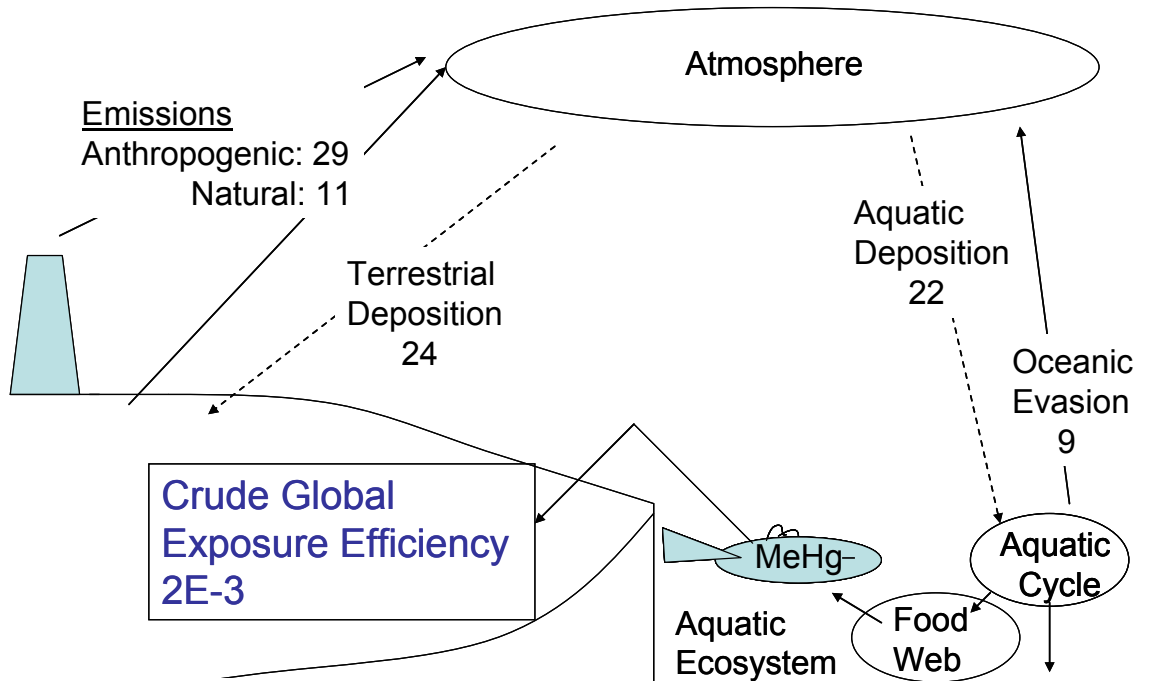 Atmosphere
Emissions
Anthropogenic: 29
Natural: 11
Aquatic
Deposition
22
Terrestrial
Deposition
24
Oceanic
Evasion
9
Crude Global
Exposure Efficiency
2E-3
MeHg
Aquatic
Cycle
Food
Web
Aquatic
Ecosystem